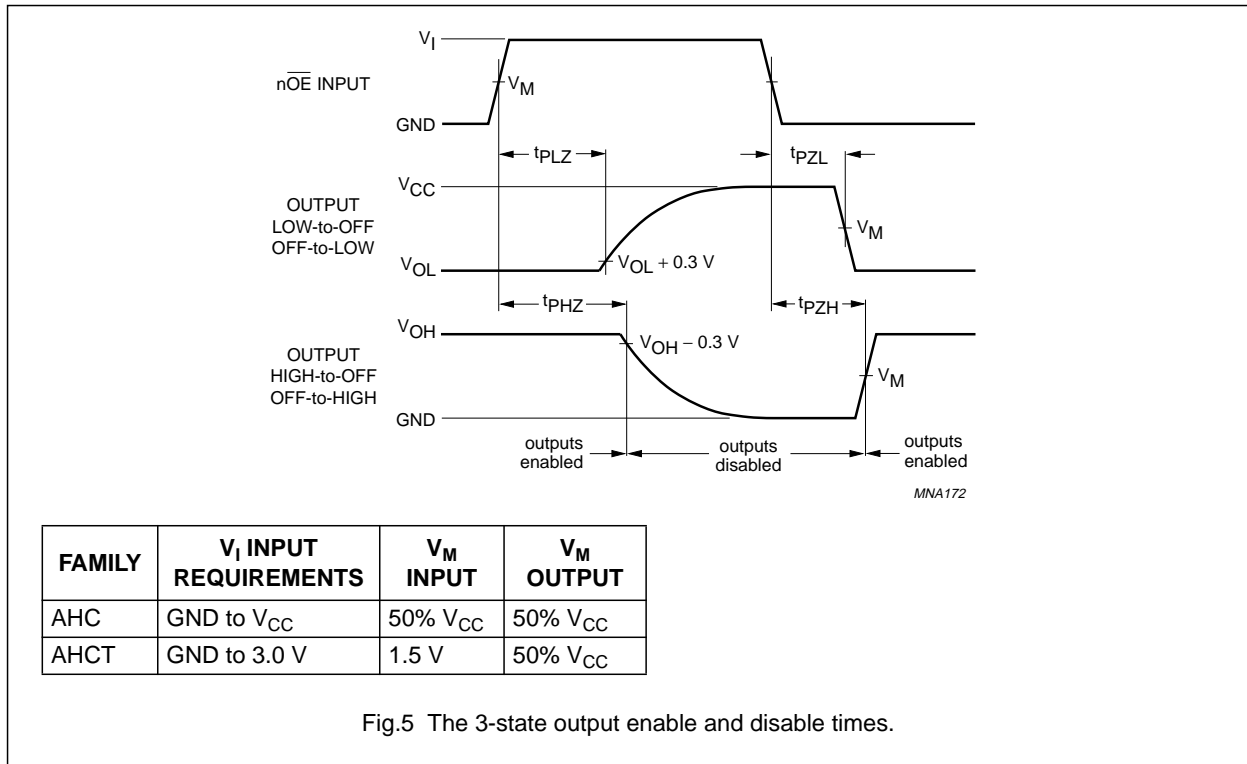 V_I
nOE INPUT
V_M
GND
t_PLZ
t_PZL
V_CC
OUTPUT
LOW-to-OFF
OFF-to-LOW
V_M
V_OL
V_OL + 0.3 V
t_PHZ
t_PZH
V_OH
V_OH − 0.3 V
OUTPUT
HIGH-to-OFF
OFF-to-HIGH
V_M
GND
outputs
enabled
outputs
disabled
outputs
enabled
MNA172
FAMILY V_I INPUT REQUIREMENTS V_M INPUT V_M OUTPUT
AHC GND to V_CC 50% V_CC 50% V_CC
AHCT GND to 3.0 V 1.5 V 50% V_CC
Fig.5 The 3-state output enable and disable times.